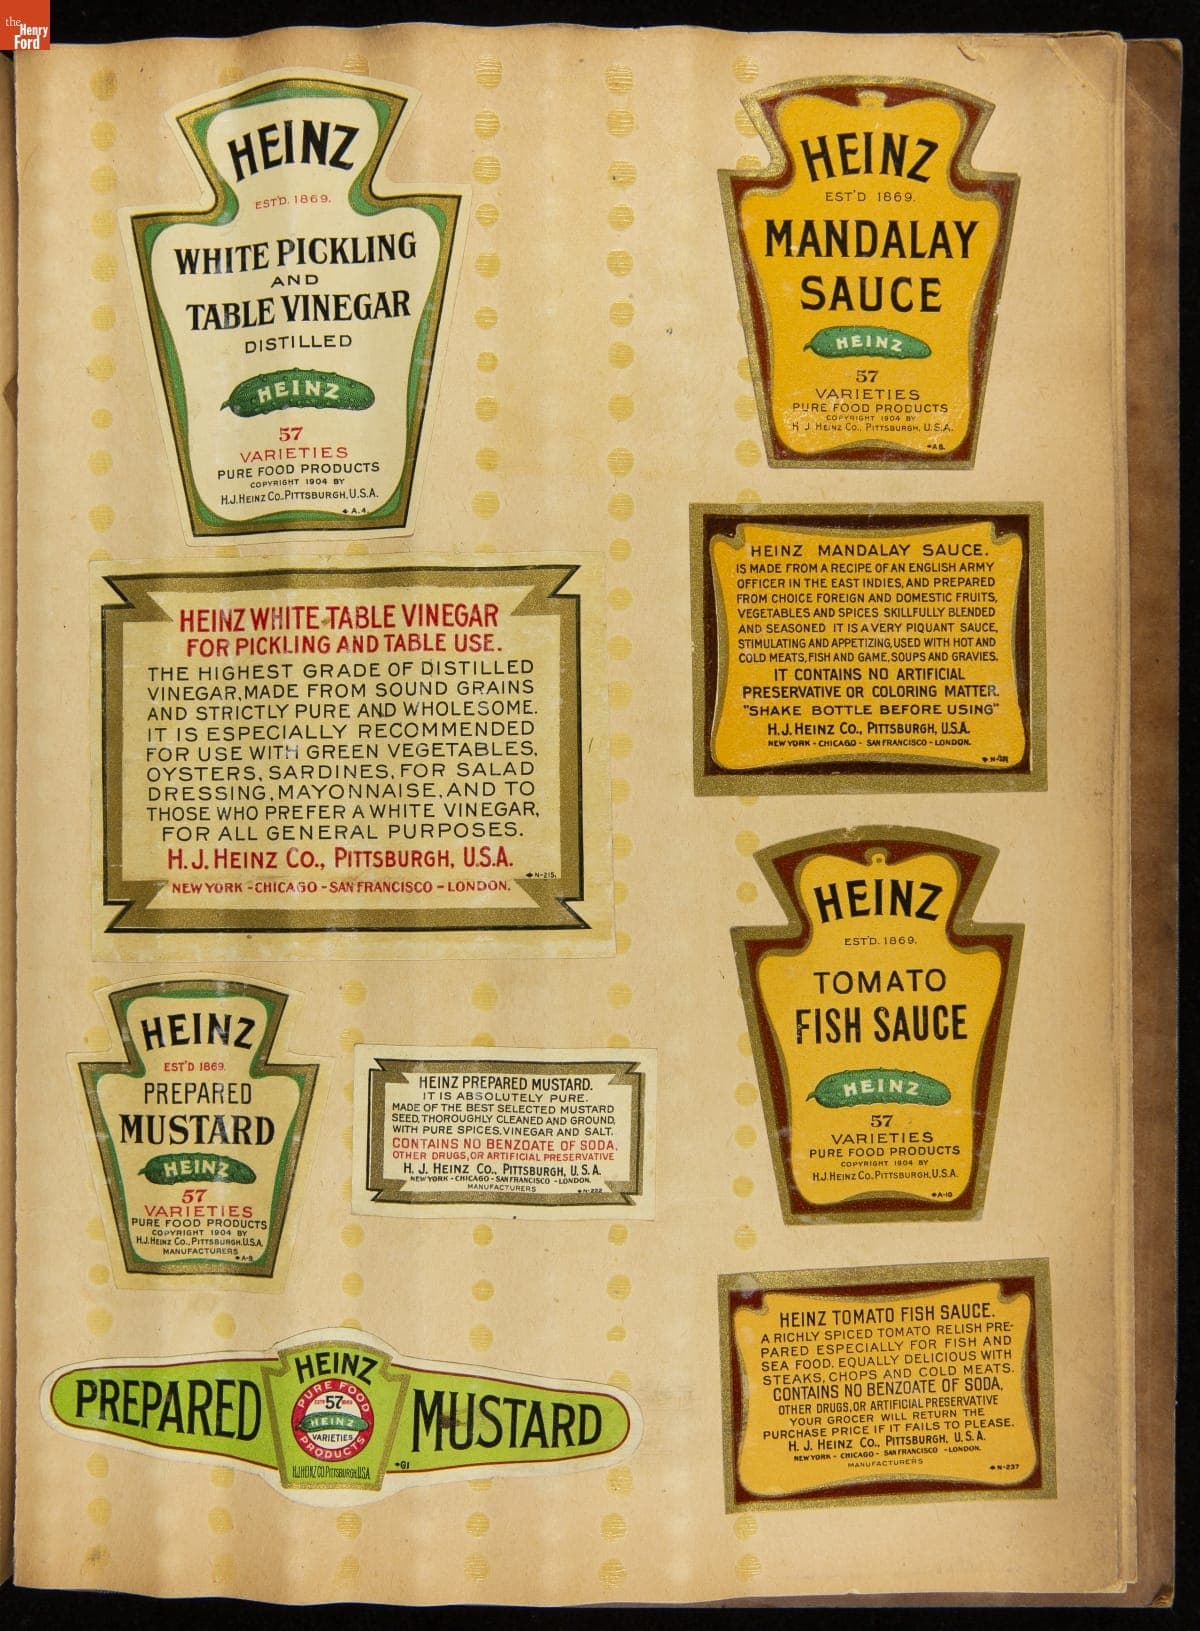 the
Henry
Ford
HEINZ
EST'D. 1869.
WHITE PICKLING
AND
TABLE VINEGAR
DISTILLED
HEINZ
57
VARIETIES
PURE FOOD PRODUCTS
COPYRIGHT 1904 BY
H.J. HEINZ CO., PITTSBURGH, U.S.A.
A.4.
HEINZ WHITE TABLE VINEGAR
FOR PICKLING AND TABLE USE.
THE HIGHEST GRADE OF DISTILLED
VINEGAR, MADE FROM SOUND GRAINS
AND STRICTLY PURE AND WHOLESOME.
IT IS ESPECIALLY RECOMMENDED
FOR USE WITH GREEN VEGETABLES,
OYSTERS, SARDINES, FOR SALAD
DRESSING, MAYONNAISE, AND TO
THOSE WHO PREFER A WHITE VINEGAR,
FOR ALL GENERAL PURPOSES.
H. J. HEINZ CO., PITTSBURGH, U.S.A.
NEW YORK - CHICAGO - SAN FRANCISCO - LONDON.
N-215.
HEINZ
EST'D 1869.
PREPARED
MUSTARD
HEINZ
57
VARIETIES
PURE FOOD PRODUCTS
COPYRIGHT 1904 BY
H.J. HEINZ CO., PITTSBURGH, U.S.A.
MANUFACTURERS
A-9.
HEINZ PREPARED MUSTARD.
IT IS ABSOLUTELY PURE.
MADE OF THE BEST SELECTED MUSTARD
SEED, THOROUGHLY CLEANED AND GROUND,
WITH PURE SPICES, VINEGAR AND SALT.
CONTAINS NO BENZOATE OF SODA,
OTHER DRUGS, OR ARTIFICIAL PRESERVATIVE
H. J. HEINZ CO., PITTSBURGH, U.S.A.
NEW YORK - CHICAGO - SAN FRANCISCO - LONDON.
MANUFACTURERS
N-222
PREPARED
HEINZ
PURE FOOD
57
HEINZ
VARIETIES
PRODUCTS
H.J. HEINZ CO. PITTSBURGH, USA
MUSTARD
G1
HEINZ
EST'D 1869.
MANDALAY
SAUCE
HEINZ
57
VARIETIES
PURE FOOD PRODUCTS
COPYRIGHT 1904 BY
H. J. HEINZ CO., PITTSBURGH, U.S.A.
HEINZ MANDALAY SAUCE.
IS MADE FROM A RECIPE OF AN ENGLISH ARMY
OFFICER IN THE EAST INDIES, AND PREPARED
FROM CHOICE FOREIGN AND DOMESTIC FRUITS,
VEGETABLES AND SPICES SKILLFULLY BLENDED
AND SEASONED IT IS A VERY PIQUANT SAUCE,
STIMULATING AND APPETIZING, USED WITH HOT AND
COLD MEATS, FISH AND GAME, SOUPS AND GRAVIES.
IT CONTAINS NO ARTIFICIAL
PRESERVATIVE OR COLORING MATTER.
"SHAKE BOTTLE BEFORE USING"
H. J. HEINZ CO., PITTSBURGH, U.S.A.
NEW YORK - CHICAGO - SAN FRANCISCO - LONDON.
HEINZ
EST'D. 1869.
TOMATO
FISH SAUCE
HEINZ
57
VARIETIES
PURE FOOD PRODUCTS
COPYRIGHT 1904 BY
H.J. HEINZ CO., PITTSBURGH, U.S.A.
A-10
HEINZ TOMATO FISH SAUCE.
A RICHLY SPICED TOMATO RELISH PRE-
PARED ESPECIALLY FOR FISH AND
SEA FOOD. EQUALLY DELICIOUS WITH
STEAKS, CHOPS AND COLD MEATS.
CONTAINS NO BENZOATE OF SODA,
OTHER DRUGS, OR ARTIFICIAL PRESERVATIVE
YOUR GROCER WILL RETURN THE
PURCHASE PRICE IF IT FAILS TO PLEASE.
H. J. HEINZ CO., PITTSBURGH, U.S.A.
NEW YORK - CHICAGO - SAN FRANCISCO - LONDON.
MANUFACTURERS
N-237